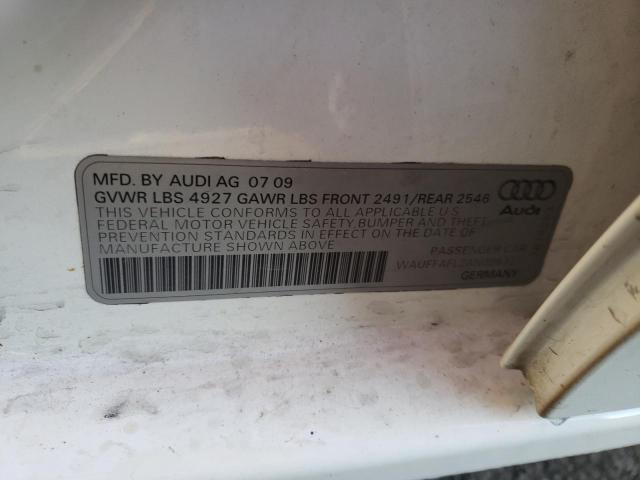 MFD. BY AUDI AG 07 09
GVWR LBS 4927 GAWR LBS FRONT 2491/REAR 2546
THIS VEHICLE CONFORMS TO ALL APPLICABLE U.S.
FEDERAL MOTOR VEHICLE SAFETY, BUMPER AND THEFT
PREVENTION STANDARDS IN EFFECT ON THE DATE OF
MANUFACTURE SHOWN ABOVE
Audi
PASSENGER CAR
GERMANY